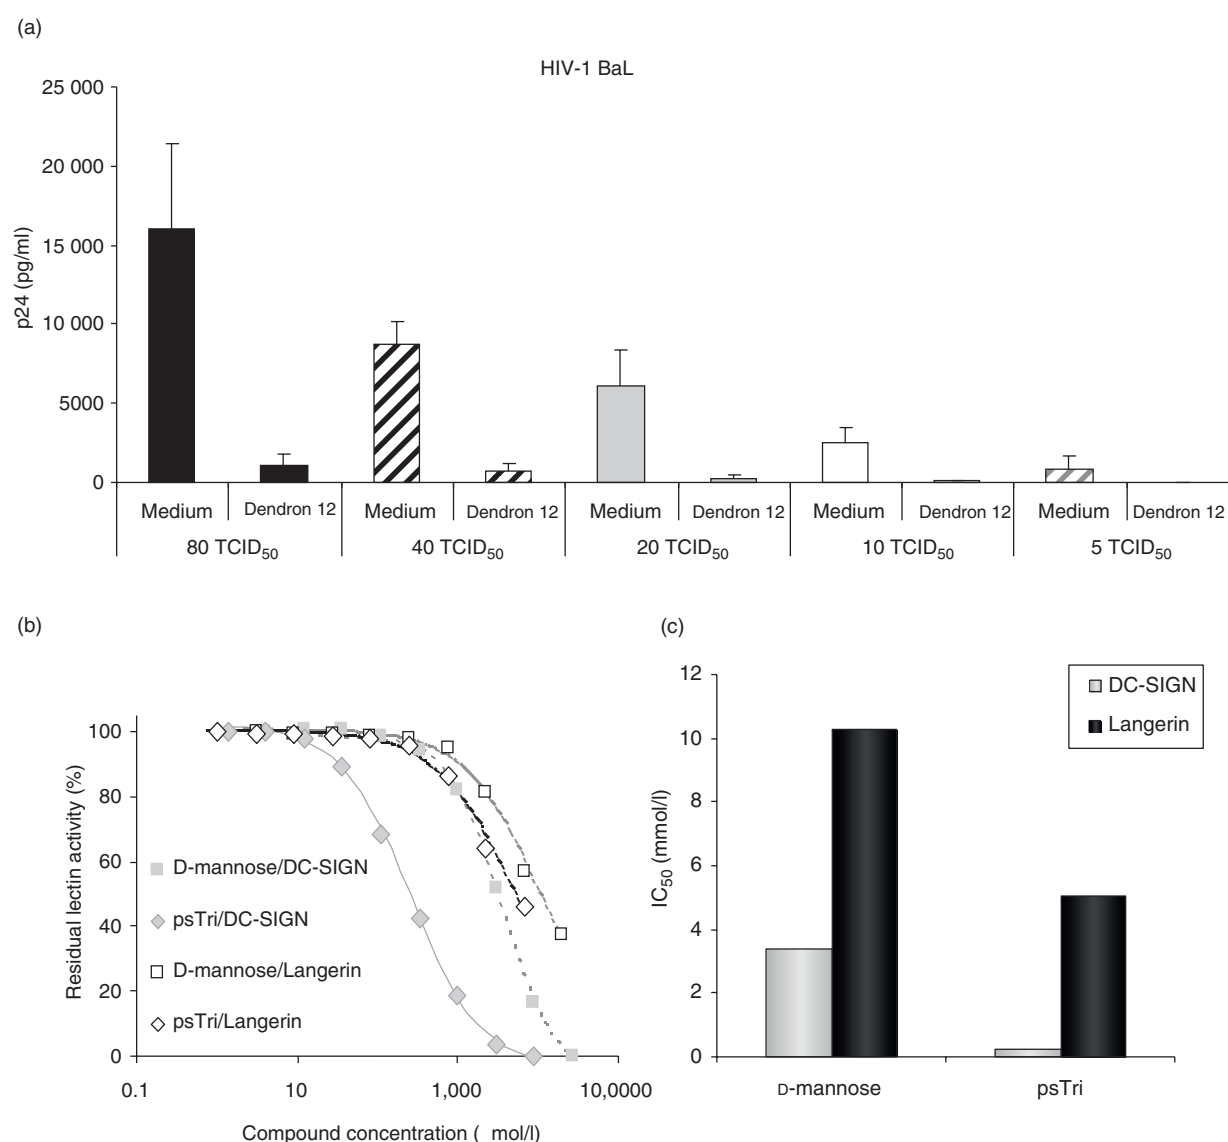 (a)
HIV-1 BaL
p24 (pg/ml)
25 000
20 000
15 000
10 000
5000
0
Medium Dendron 12 Medium Dendron 12 Medium Dendron 12 Medium Dendron 12 Medium Dendron 12
80 TCID50 40 TCID50 20 TCID50 10 TCID50 5 TCID50
(b)
Residual lectin activity (%)
100
80
60
40
20
0
D-mannose/DC-SIGN
psTri/DC-SIGN
D-mannose/Langerin
psTri/Langerin
0.1 10 1,000 10,0000
Compound concentration ( mol/l)
(c)
IC50 (mmol/l)
12
10
8
6
4
2
0
DC-SIGN
Langerin
D-mannose psTri